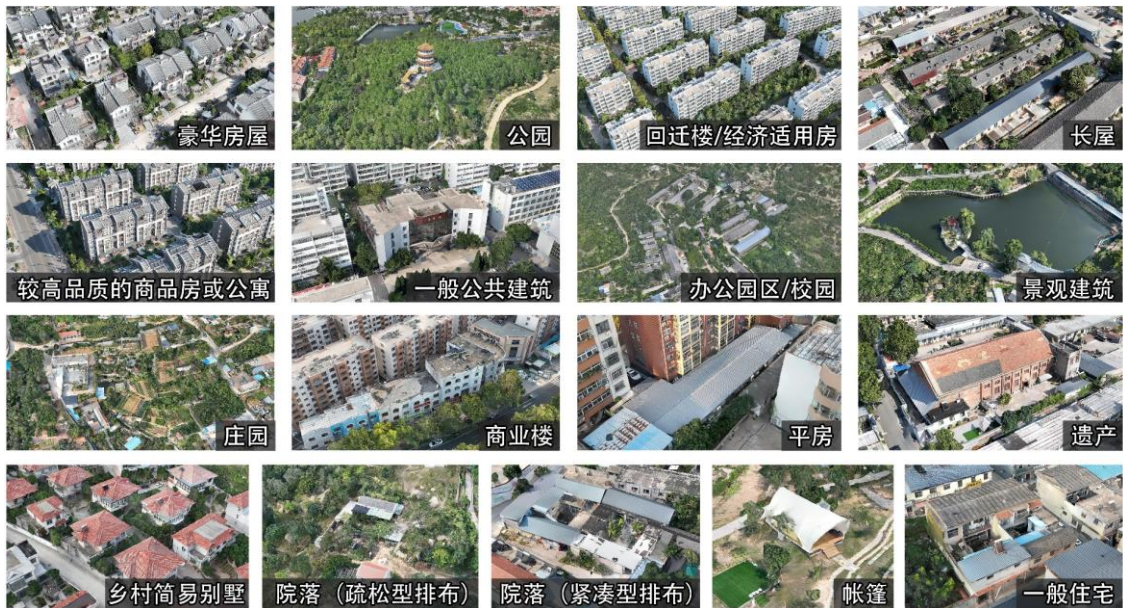 豪华房屋
公园
回迁楼/经济适用房
长屋
较高品质的商品房或公寓
一般公共建筑
办公园区/校园
景观建筑
庄园
商业楼
平房
遗产
乡村简易别墅
院落（疏松型排布）
院落（紧凑型排布）
帐篷
一般住宅